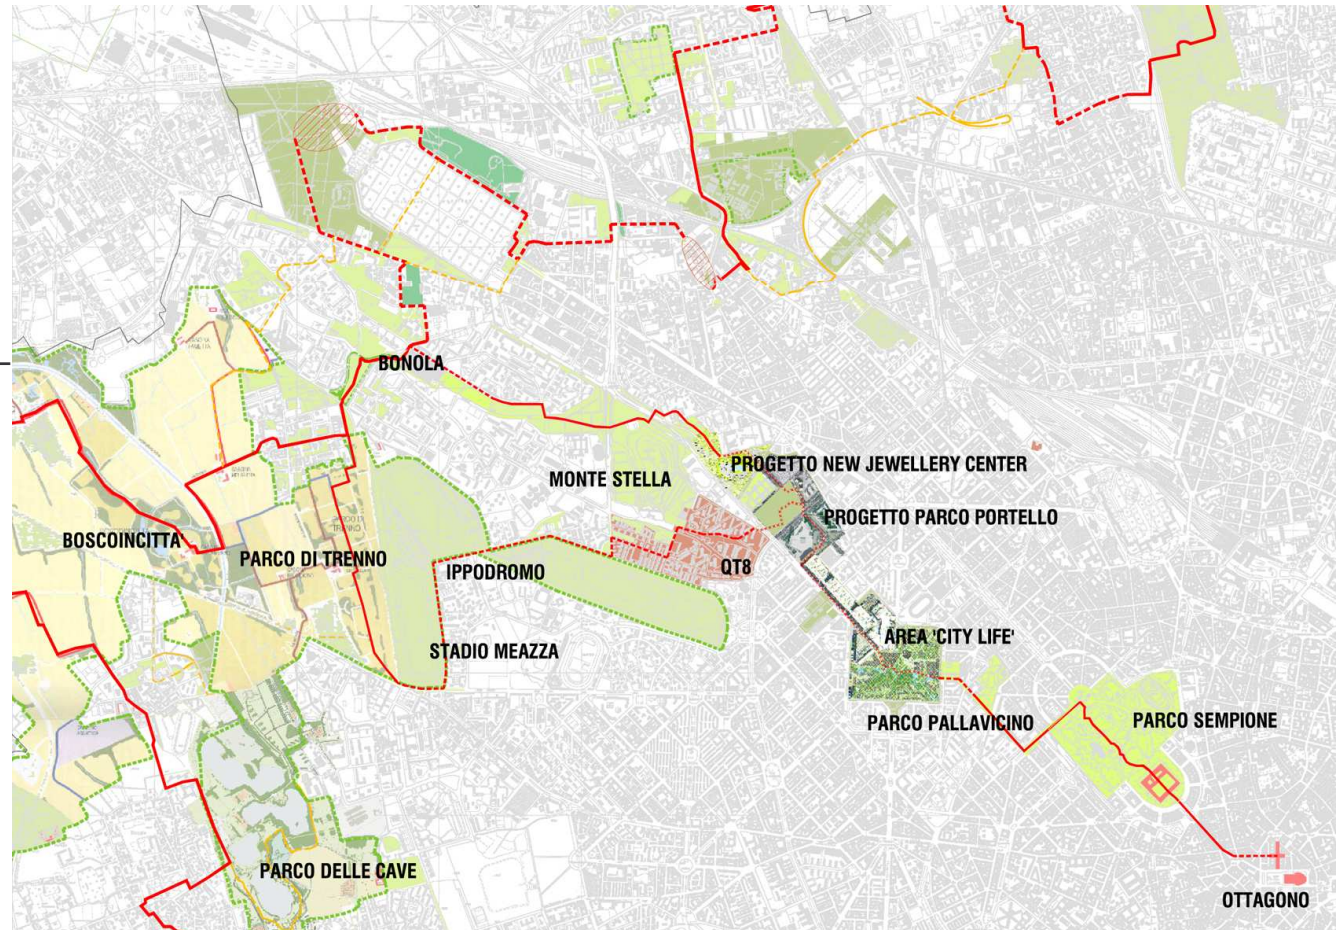 BONOLA
PROGETTO NEW JEWELLERY CENTER
MONTE STELLA
PROGETTO PARCO PORTELLO
BOSCOINCITTA'
PARCO DI TRENNO
IPPODROMO
QT8
AREA 'CITY LIFE'
STADIO MEAZZA
PARCO PALLAVICINO
PARCO SEMPIONE
PARCO DELLE CAVE
OTTAGONO